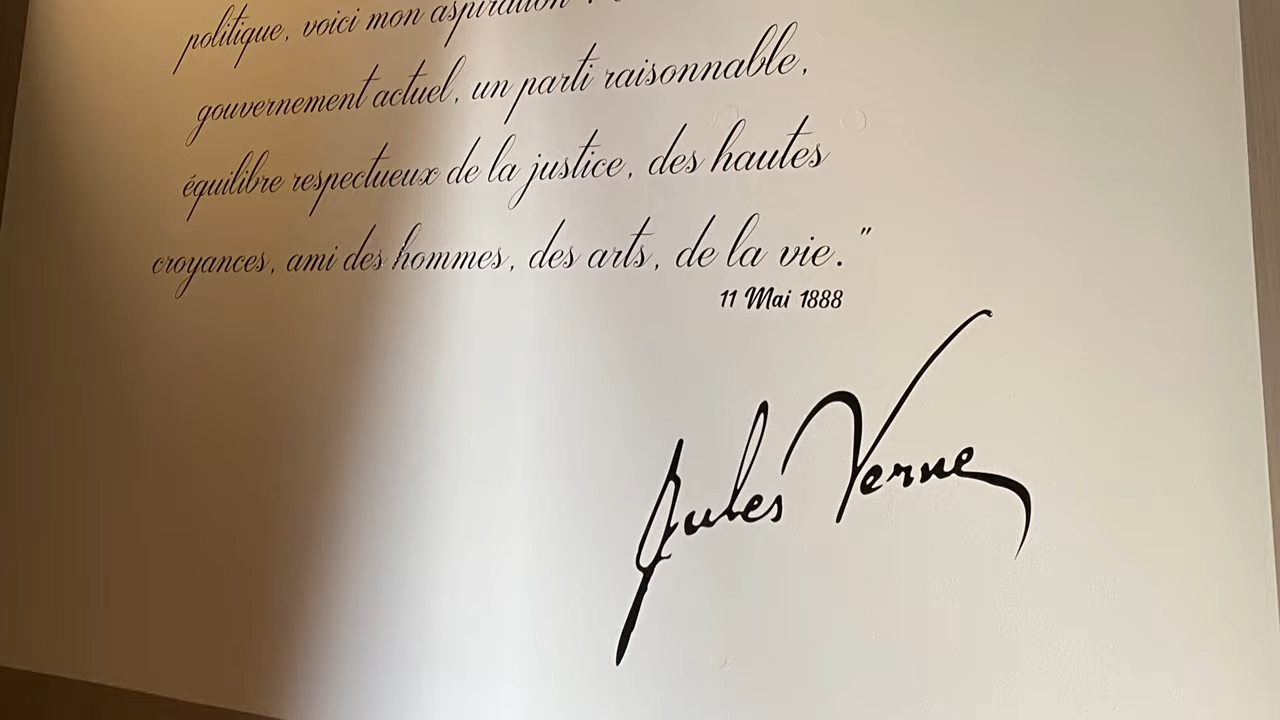 politique, voici mon aspiration
gouvernement actuel, un parti raisonnable,
équilibre respectueux de la justice, des hautes
croyances, ami des hommes, des arts, de la vie."
11 Mai 1888
Jules Verne